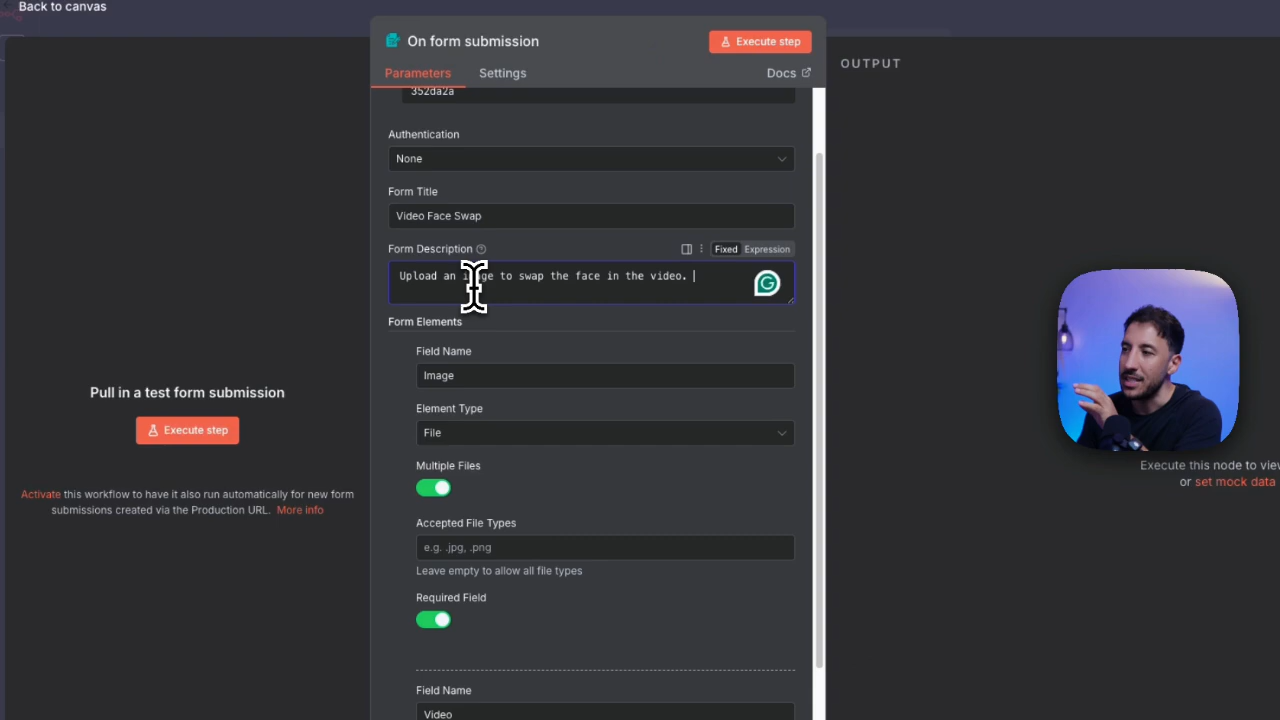 Back to canvas
On form submission
Execute step
OUTPUT
Parameters
Settings
Docs
352da2a
Authentication
None
Form Title
Video Face Swap
Form Description
Fixed
Expression
Upload an image to swap the face in the video.
Form Elements
Field Name
Image
Element Type
File
Multiple Files
Accepted File Types
e.g. .jpg, .png
Leave empty to allow all file types
Required Field
Field Name
Video
Pull in a test form submission
Execute step
Activate this workflow to have it also run automatically for new form
submissions created via the Production URL. More info
Execute this node to view
or set mock data